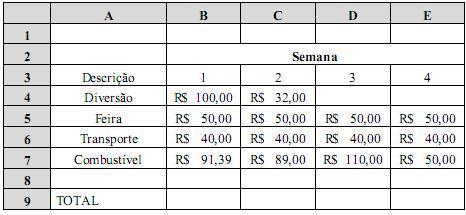 A B C D E
1
2 Semana
3 Descrição 1 2 3 4
4 Diversão R$ 100,00 R$ 32,00
5 Feira R$ 50,00 R$ 50,00 R$ 50,00 R$ 50,00
6 Transporte R$ 40,00 R$ 40,00 R$ 40,00 R$ 40,00
7 Combustível R$ 91,39 R$ 89,00 R$ 110,00 R$ 50,00
8
9 TOTAL